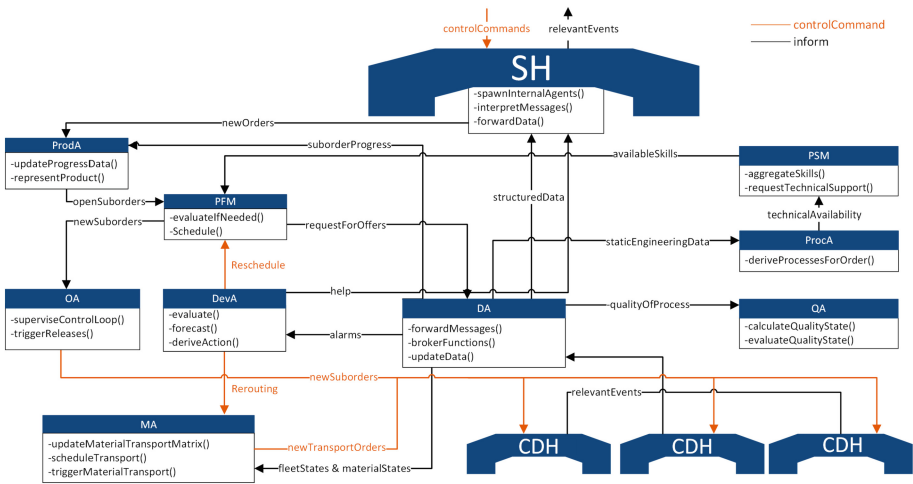 controlCommands
relevantEvents
controlCommand
inform
SH
-spawnInternalAgents()
-interpretMessages()
-forwardData()
newOrders
ProdA
-updateProgressData()
-representProduct()
suborderProgress
availableSkills
PSM
-aggregateSkills()
-requestTechnicalSupport()
openSuborders
PFM
-evaluateIfNeeded()
-Schedule()
structuredData
technicalAvailability
newSuborders
requestForOffers
staticEngineeringData
ProcA
-deriveProcessesForOrder()
Reschedule
help
OA
-superviseControlLoop()
-triggerReleases()
DevA
-evaluate()
-forecast()
-deriveAction()
alarms
DA
-forwardMessages()
-brokerFunctions()
-updateData()
qualityOfProcess
QA
-calculateQualityState()
-evaluateQualityState()
Rerouting
newSuborders
relevantEvents
MA
-updateMaterialTransportMatrix()
-scheduleTransport()
-triggerMaterialTransport()
newTransportOrders
fleetStates & materialStates
CDH
CDH
CDH